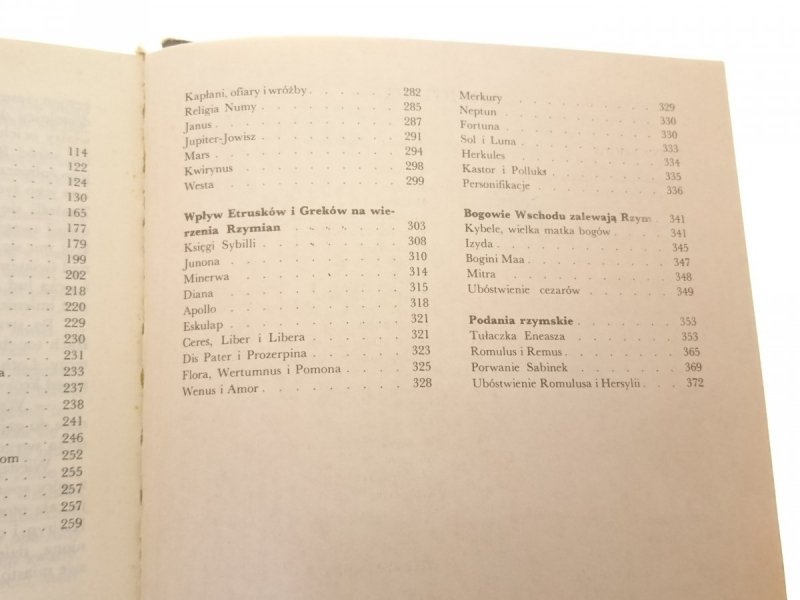 114
122
124
130
165
177
179
199
202
218
220
229
230
231
a . 233
237
238
241
246
om . . 252
. . . 255
. . . 257
. . . 257
. . . 259
Kapłani, ofiary i wróżby . . . . . 282
Religia Numy . . . . . . . 285
Janus . . . . . . . . . 287
Jupiter-Jowisz . . . . . . . 291
Mars . . . . . . . . . 294
Kwirynus . . . . . . . . 298
Westa . . . . . . . . . 299
Wpływ Etrusków i Greków na wie-
rzenia Rzymian . . . . . . 303
Księgi Sybilli . . . . . . . 308
Junona . . . . . . . . 310
Minerwa . . . . . . . . 314
Diana . . . . . . . . . 315
Apollo . . . . . . . . . 318
Eskulap . . . . . . . . 321
Ceres, Liber i Libera . . . . . 321
Dis Pater i Prozerpina . . . . . 323
Flora, Wertumnus i Pomona . . . . 325
Wenus i Amor . . . . . . . 328
Merkury . . . . . . . . 329
Neptun . . . . . . . . 330
Fortuna . . . . . . . . 330
Sol i Luna . . . . . . . 333
Herkules . . . . . . . . 334
Kastor i Polluks . . . . . . 335
Personifikacje . . . . . . . 336
Bogowie Wschodu zalewają Rzym . 341
Kybele, wielka matka bogów . . . . 341
Izyda . . . . . . . . . 345
Bogini Maa . . . . . . . 347
Mitra . . . . . . . . . 348
Ubóstwienie cezarów . . . . . 349
Podania rzymskie . . . . . . 353
Tułaczka Eneasza . . . . . . 353
Romulus i Remus . . . . . . 365
Porwanie Sabinek . . . . . . 369
Ubóstwienie Romulusa i Hersylii . . . 372